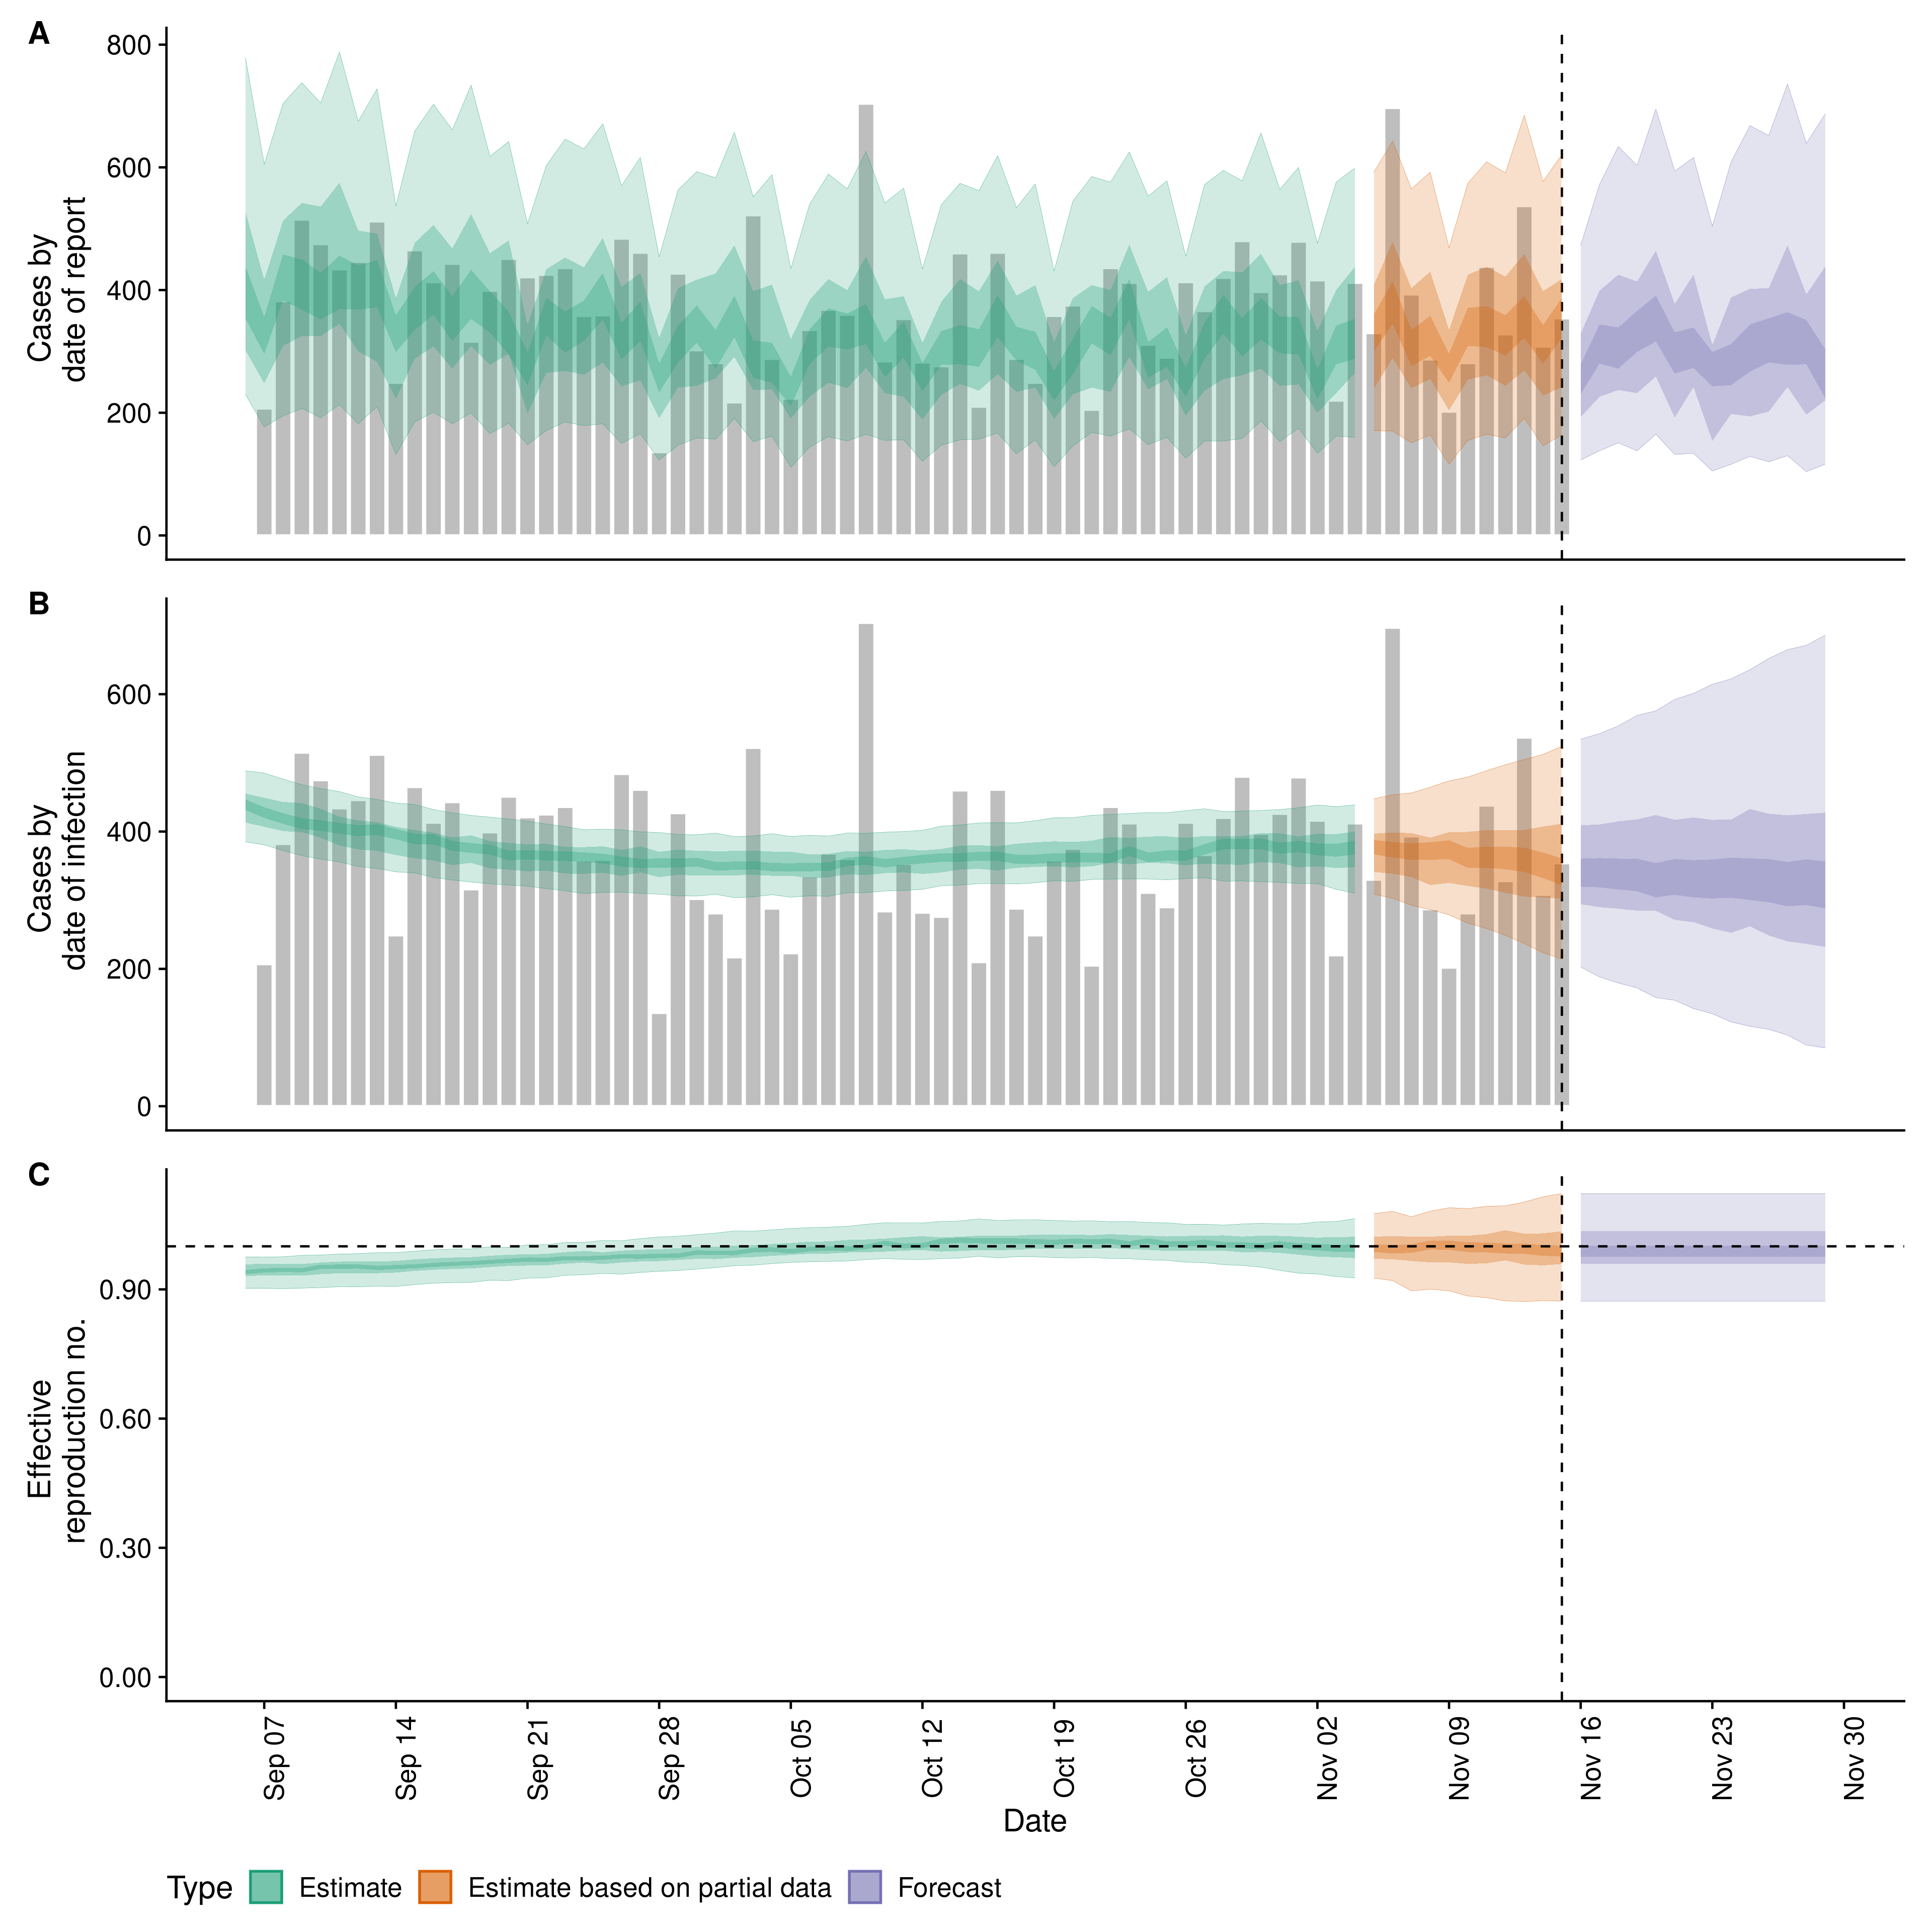 A
800
600
400
200
0
Cases by
date of report
B
600
400
200
0
Cases by
date of infection
C
0.90
0.60
0.30
0.00
Effective
reproduction no.
Sep 07
Sep 14
Sep 21
Sep 28
Oct 05
Oct 12
Oct 19
Oct 26
Nov 02
Nov 09
Nov 16
Nov 23
Nov 30
Date
Type Estimate Estimate based on partial data Forecast